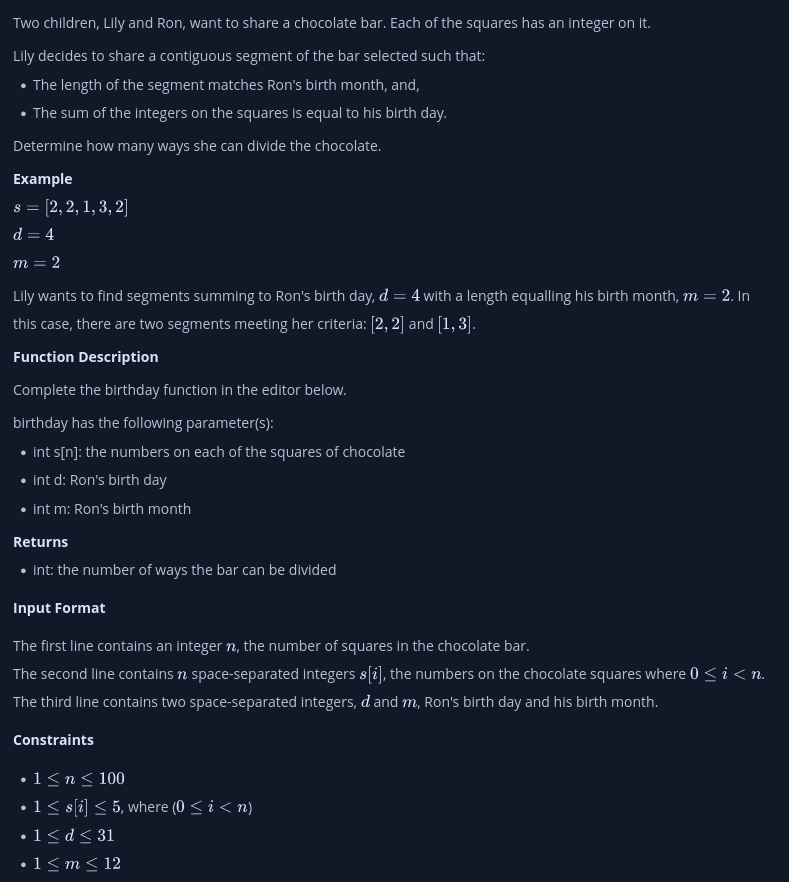 Two children, Lily and Ron, want to share a chocolate bar. Each of the squares has an integer on it.
Lily decides to share a contiguous segment of the bar selected such that:
• The length of the segment matches Ron's birth month, and,
• The sum of the integers on the squares is equal to his birth day.
Determine how many ways she can divide the chocolate.
Example
s = [2, 2, 1, 3, 2]
d = 4
m = 2
Lily wants to find segments summing to Ron's birth day, d = 4 with a length equalling his birth month, m = 2. In
this case, there are two segments meeting her criteria: [2, 2] and [1, 3].
Function Description
Complete the birthday function in the editor below.
birthday has the following parameter(s):
• int s[n]: the numbers on each of the squares of chocolate
• int d: Ron's birth day
• int m: Ron's birth month
Returns
• int: the number of ways the bar can be divided
Input Format
The first line contains an integer n, the number of squares in the chocolate bar.
The second line contains n space-separated integers s[i], the numbers on the chocolate squares where 0 ≤ i < n.
The third line contains two space-separated integers, d and m, Ron's birth day and his birth month.
Constraints
• 1 ≤ n ≤ 100
• 1 ≤ s[i] ≤ 5, where (0 ≤ i < n)
• 1 ≤ d ≤ 31
• 1 ≤ m ≤ 12